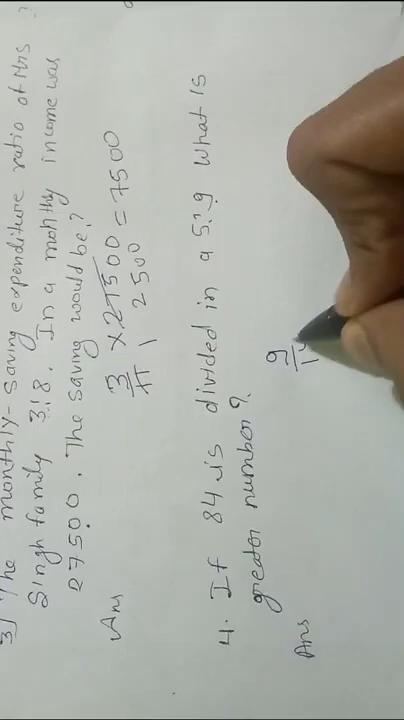 3] The monthly-saving expenditure ratio of Mrs
Singh family 3:8. In a monthly income was
27500. The saving would be?
Ans 3/11 × 27500 = 7500
2500
4. If 84 is divided in a 5:9 what is
greater number?
Ans 9/14